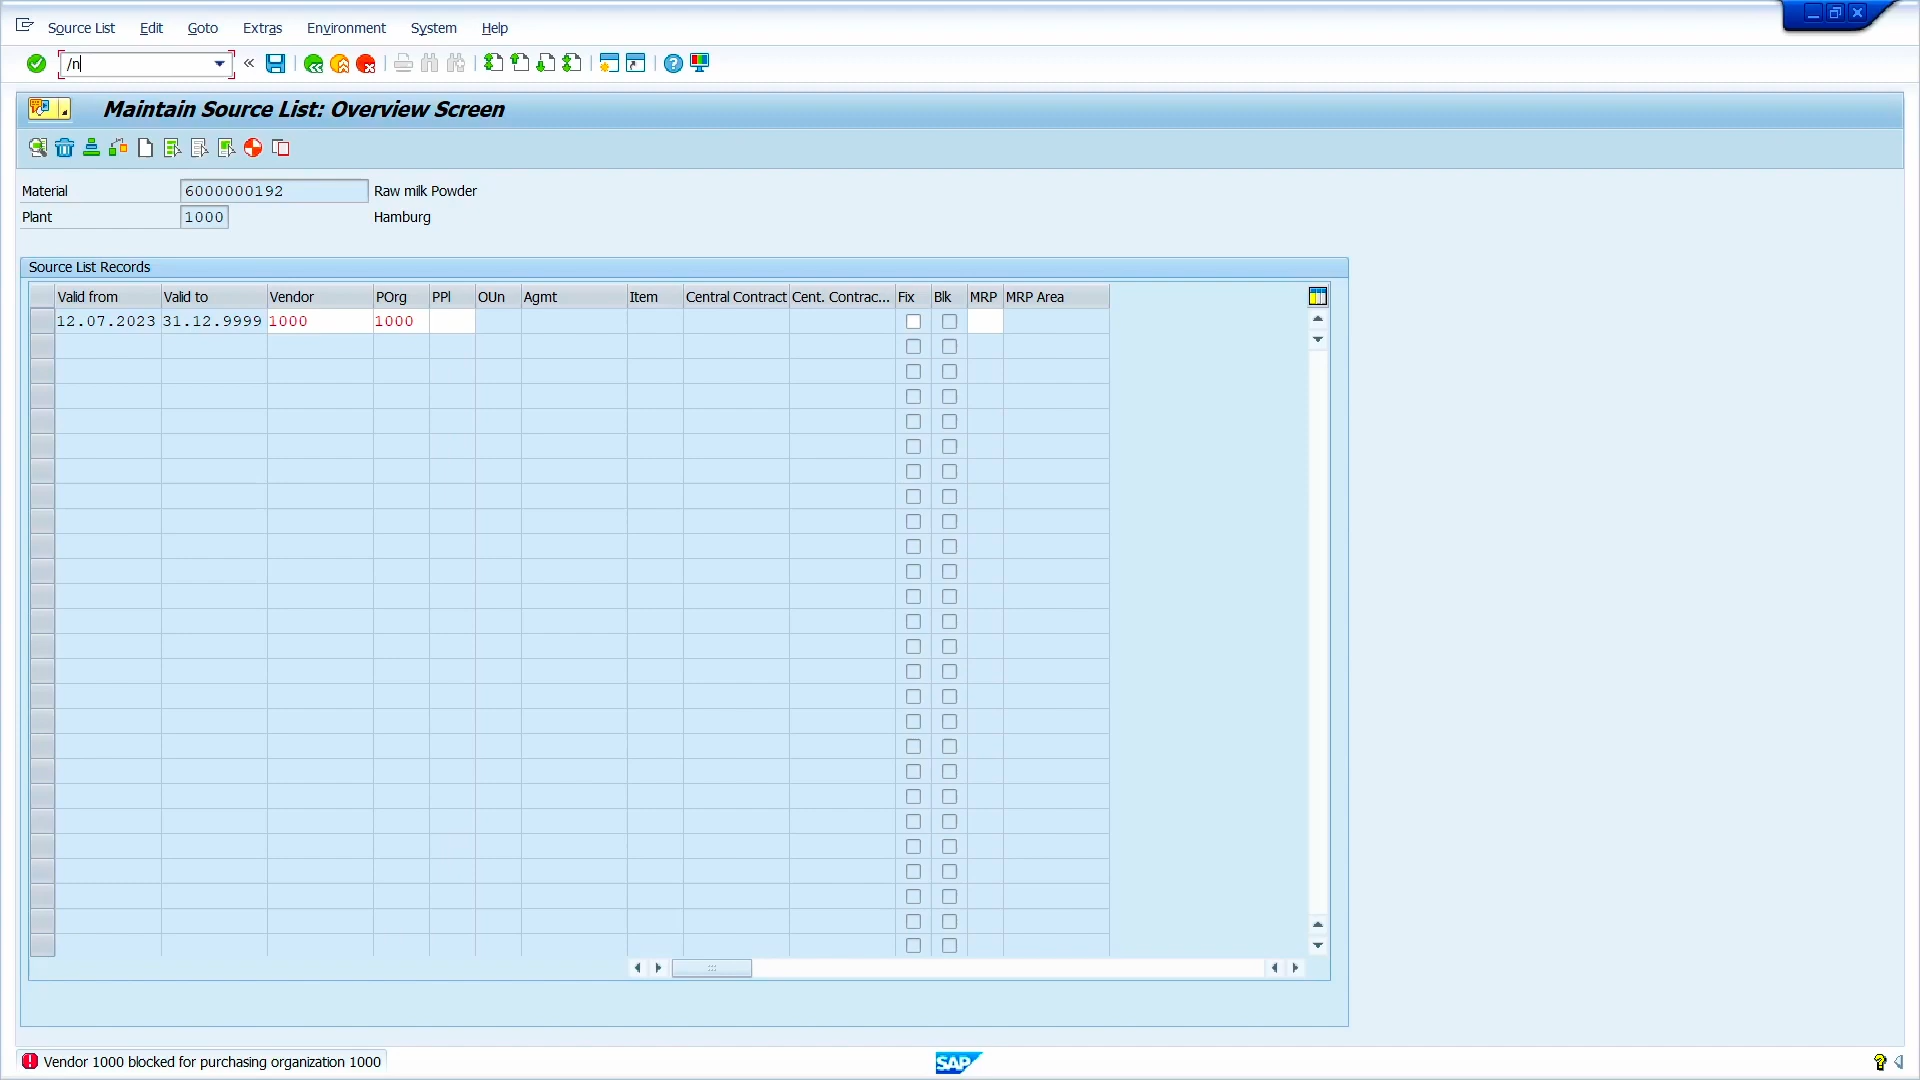 Source List Edit Goto Extras Environment System Help
/n
Maintain Source List: Overview Screen
Material 6000000192 Raw milk Powder
Plant 1000 Hamburg
Source List Records
Valid from Valid to Vendor POrg PPl OUn Agmt Item Central Contract Cent. Contrac... Fix Blk MRP MRP Area
12.07.2023 31.12.9999 1000 1000
Vendor 1000 blocked for purchasing organization 1000
SAP